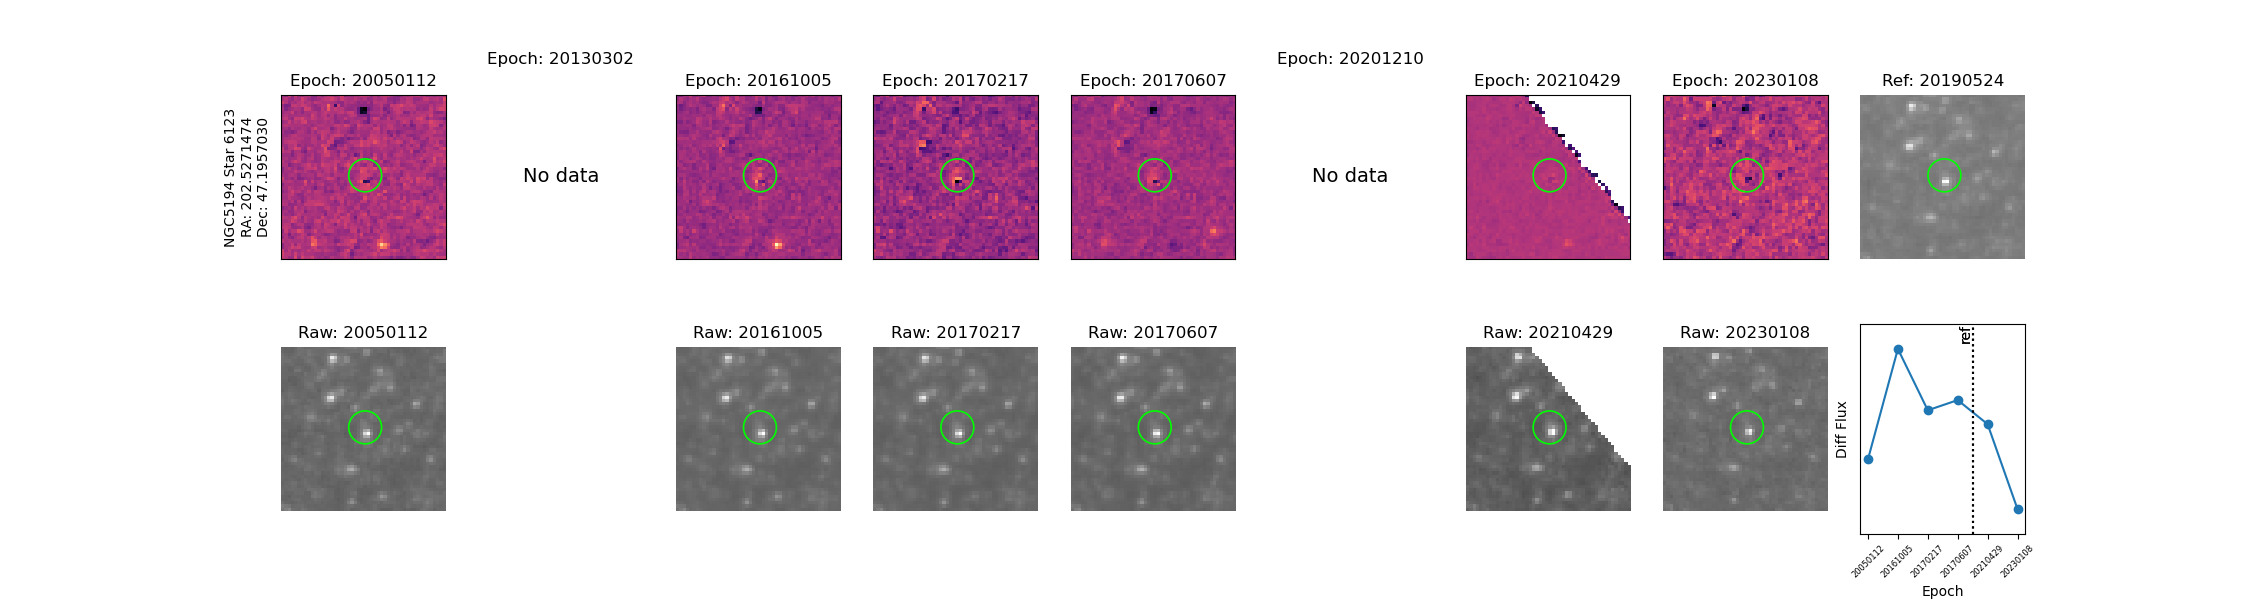 NGC5194 Star 6123
RA: 202.5271474
Dec: 47.1957030
Epoch: 20050112
Epoch: 20130302
No data
Epoch: 20161005
Epoch: 20170217
Epoch: 20170607
Epoch: 20201210
No data
Epoch: 20210429
Epoch: 20230108
Ref: 20190524
Raw: 20050112
Raw: 20161005
Raw: 20170217
Raw: 20170607
Raw: 20210429
Raw: 20230108
Diff Flux
ref
20050112
20161005
20170217
20170607
20210429
20230108
Epoch